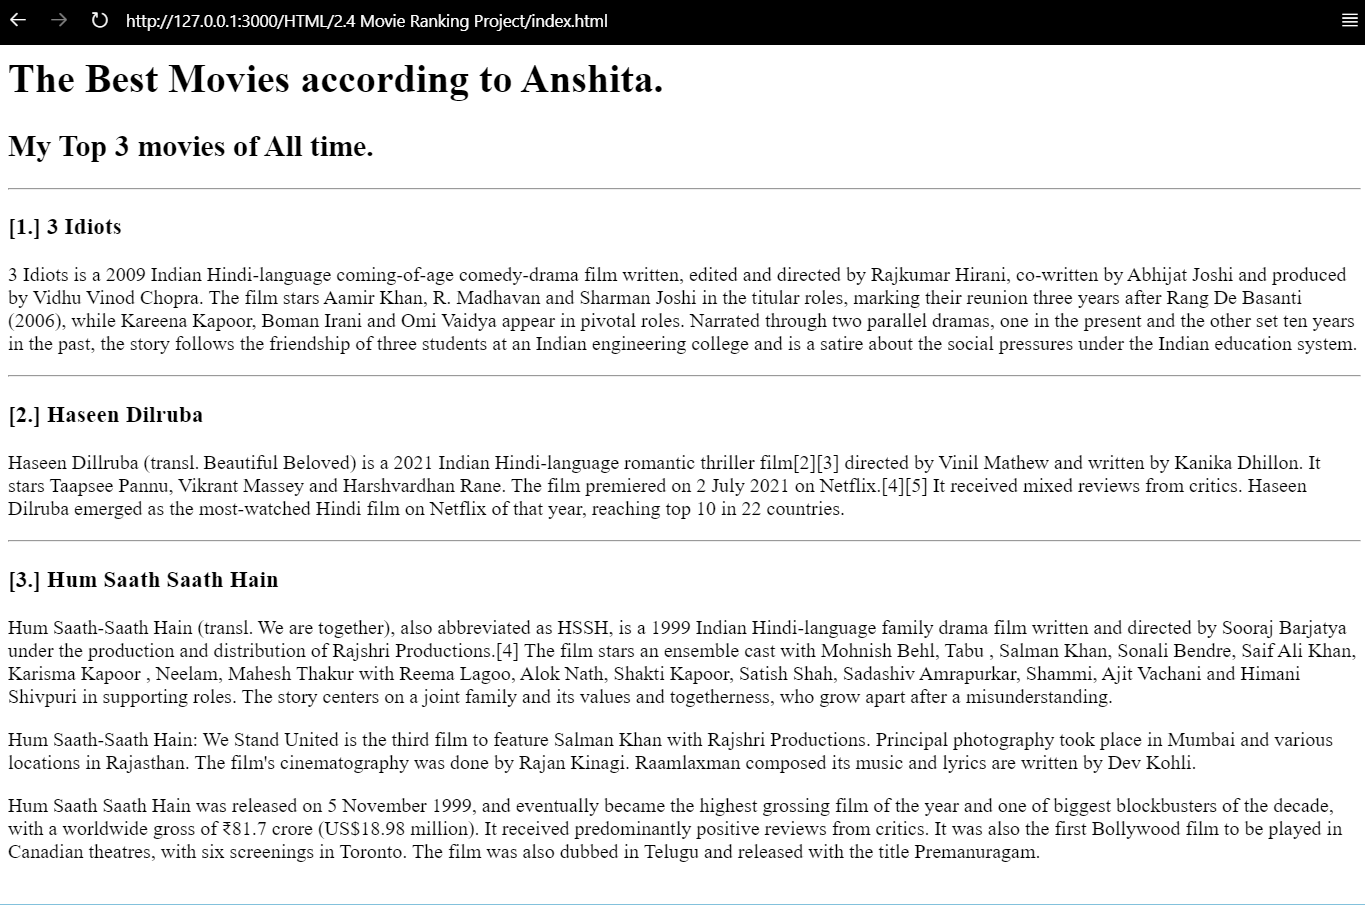 http://127.0.0.1:3000/HTML/2.4 Movie Ranking Project/index.html
The Best Movies according to Anshita.
My Top 3 movies of All time.
[1.] 3 Idiots
3 Idiots is a 2009 Indian Hindi-language coming-of-age comedy-drama film written, edited and directed by Rajkumar Hirani, co-written by Abhijat Joshi and produced
by Vidhu Vinod Chopra. The film stars Aamir Khan, R. Madhavan and Sharman Joshi in the titular roles, marking their reunion three years after Rang De Basanti
(2006), while Kareena Kapoor, Boman Irani and Omi Vaidya appear in pivotal roles. Narrated through two parallel dramas, one in the present and the other set ten years
in the past, the story follows the friendship of three students at an Indian engineering college and is a satire about the social pressures under the Indian education system.
[2.] Haseen Dilruba
Haseen Dillruba (transl. Beautiful Beloved) is a 2021 Indian Hindi-language romantic thriller film[2][3] directed by Vinil Mathew and written by Kanika Dhillon. It
stars Taapsee Pannu, Vikrant Massey and Harshvardhan Rane. The film premiered on 2 July 2021 on Netflix.[4][5] It received mixed reviews from critics. Haseen
Dilruba emerged as the most-watched Hindi film on Netflix of that year, reaching top 10 in 22 countries.
[3.] Hum Saath Saath Hain
Hum Saath-Saath Hain (transl. We are together), also abbreviated as HSSH, is a 1999 Indian Hindi-language family drama film written and directed by Sooraj Barjatya
under the production and distribution of Rajshri Productions.[4] The film stars an ensemble cast with Mohnish Behl, Tabu , Salman Khan, Sonali Bendre, Saif Ali Khan,
Karisma Kapoor , Neelam, Mahesh Thakur with Reema Lagoo, Alok Nath, Shakti Kapoor, Satish Shah, Sadashiv Amrapurkar, Shammi, Ajit Vachani and Himani
Shivpuri in supporting roles. The story centers on a joint family and its values and togetherness, who grow apart after a misunderstanding.
Hum Saath-Saath Hain: We Stand United is the third film to feature Salman Khan with Rajshri Productions. Principal photography took place in Mumbai and various
locations in Rajasthan. The film's cinematography was done by Rajan Kinagi. Raamlaxman composed its music and lyrics are written by Dev Kohli.
Hum Saath Saath Hain was released on 5 November 1999, and eventually became the highest grossing film of the year and one of biggest blockbusters of the decade,
with a worldwide gross of ₹81.7 crore (US$18.98 million). It received predominantly positive reviews from critics. It was also the first Bollywood film to be played in
Canadian theatres, with six screenings in Toronto. The film was also dubbed in Telugu and released with the title Premanuragam.